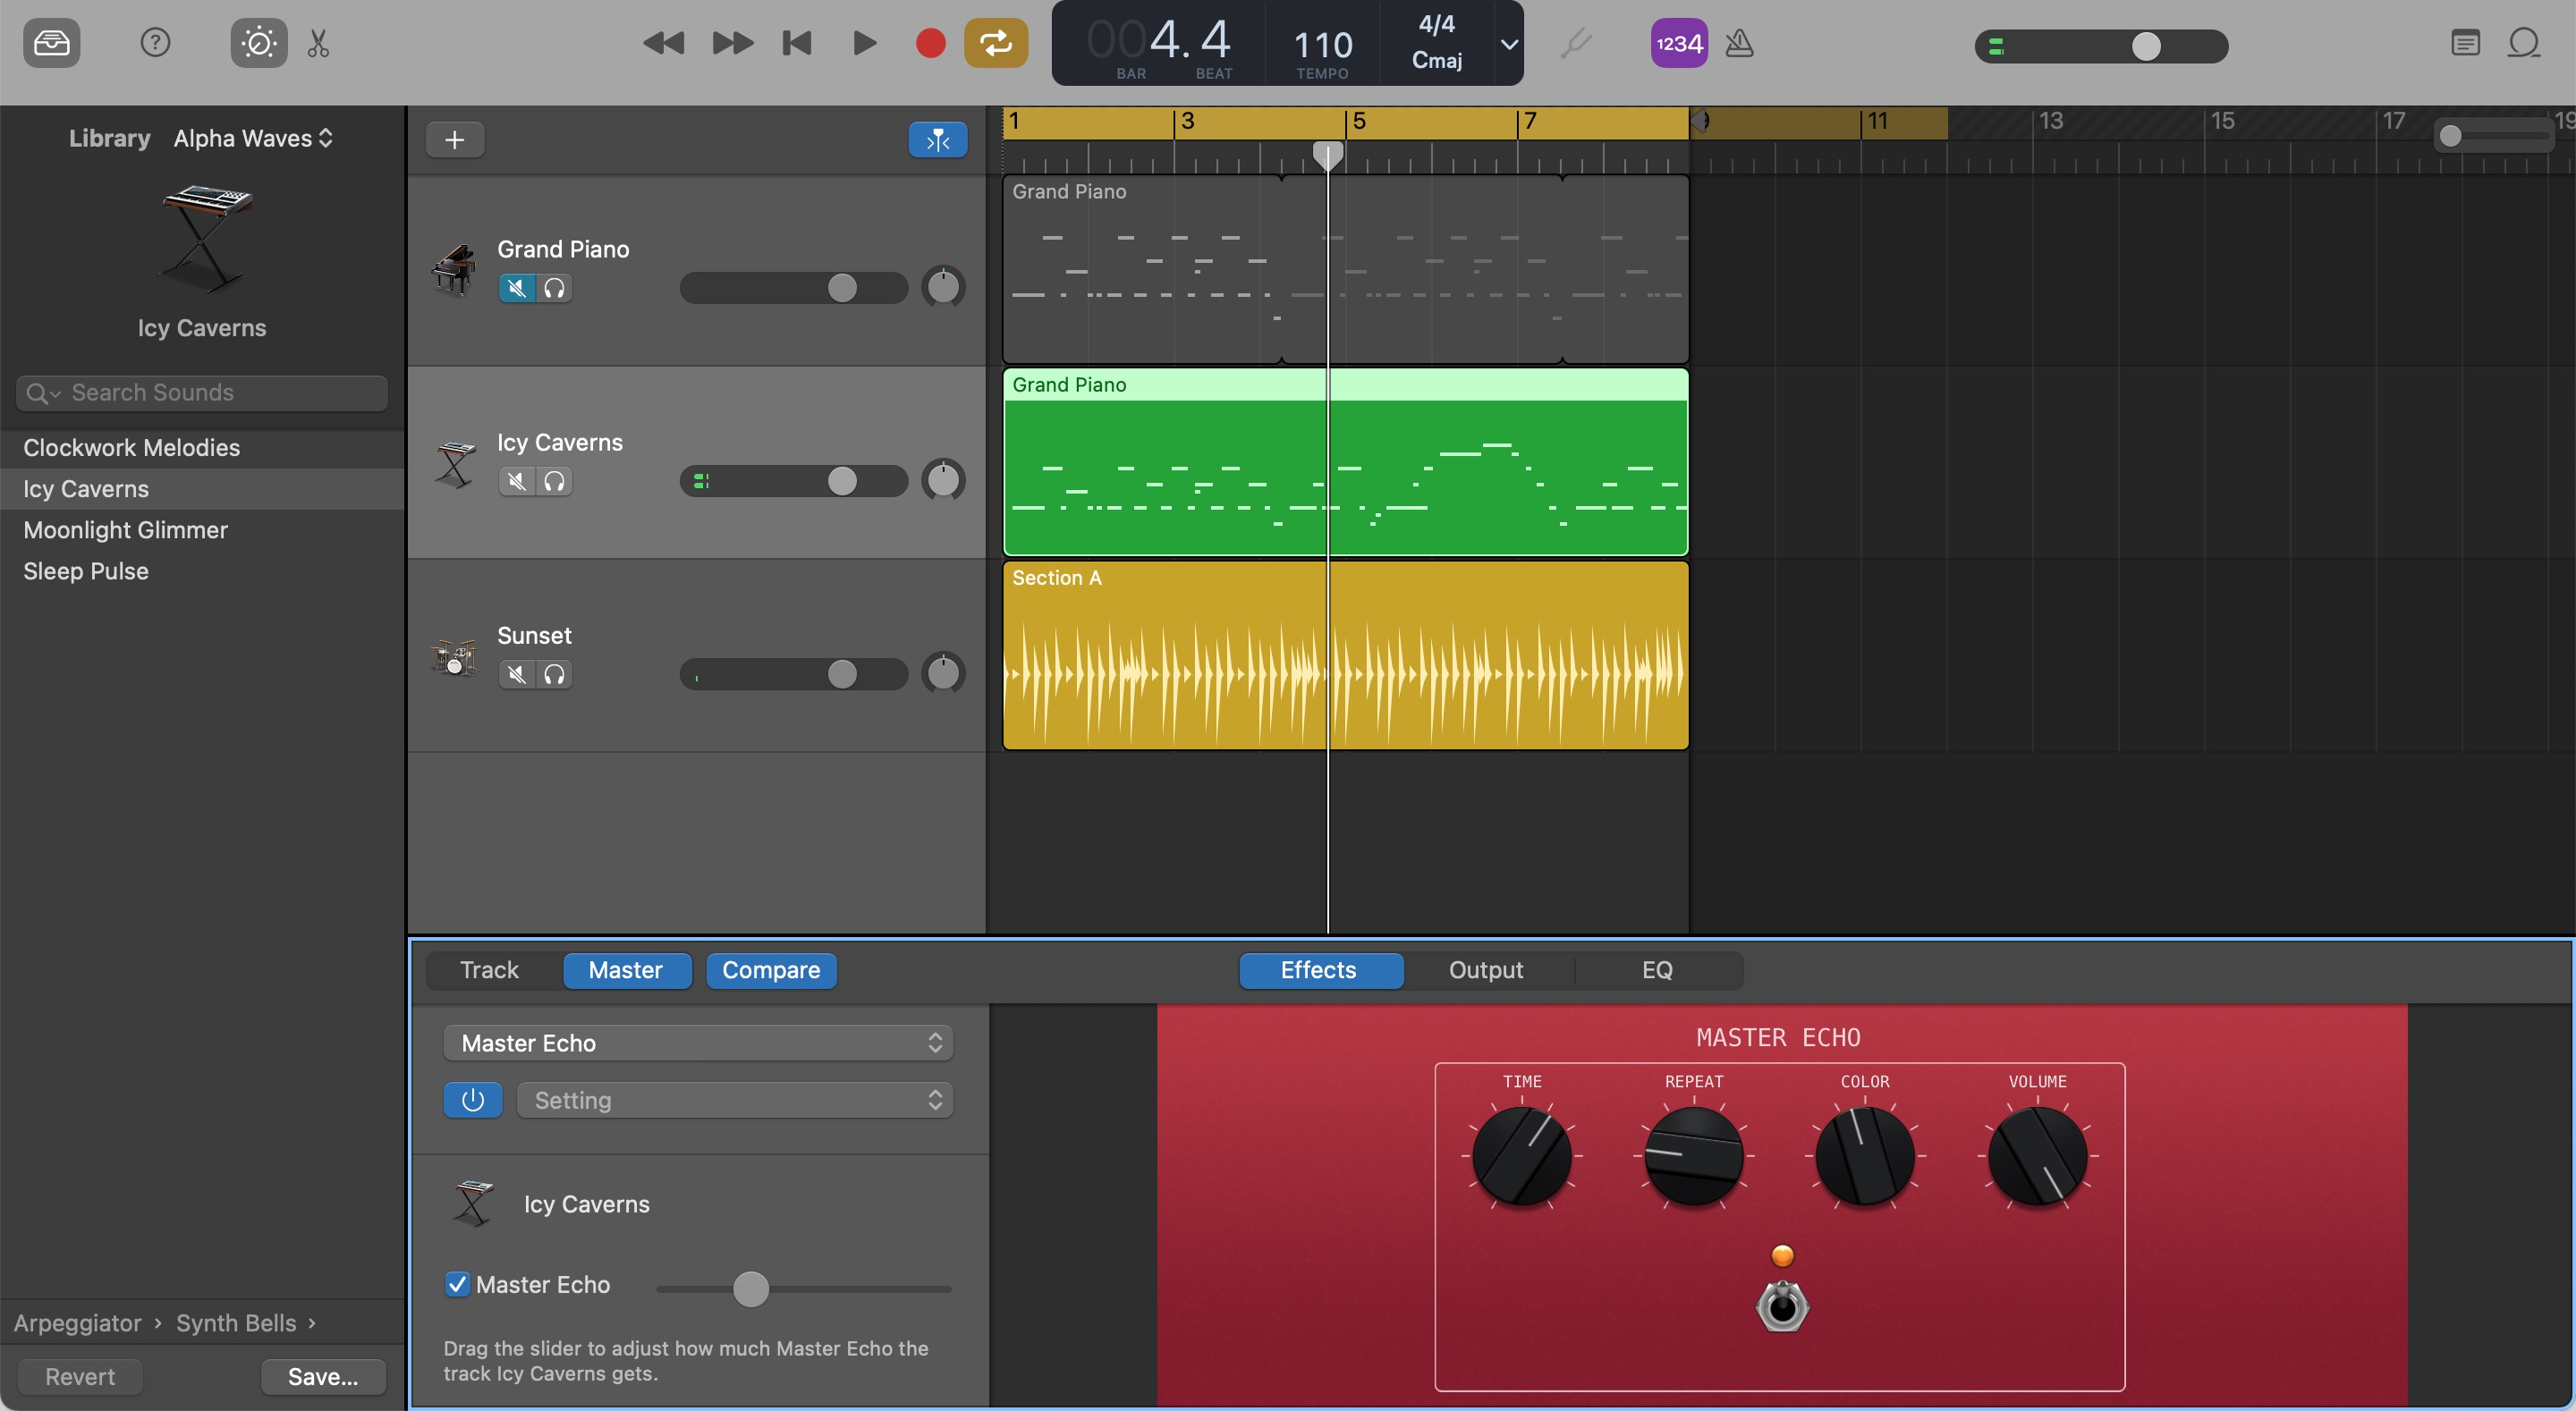 004.4
BAR
BEAT
110
TEMPO
4/4
Cmaj
1234
Library
Alpha Waves
Icy Caverns
Search Sounds
Clockwork Melodies
Icy Caverns
Moonlight Glimmer
Sleep Pulse
Arpeggiator › Synth Bells ›
Revert
Save...
Grand Piano
Icy Caverns
Sunset
1
3
5
7
9
11
13
15
17
19
Grand Piano
Grand Piano
Section A
Track
Master
Compare
Effects
Output
EQ
Master Echo
Setting
Icy Caverns
Master Echo
Drag the slider to adjust how much Master Echo the
track Icy Caverns gets.
MASTER ECHO
TIME
REPEAT
COLOR
VOLUME